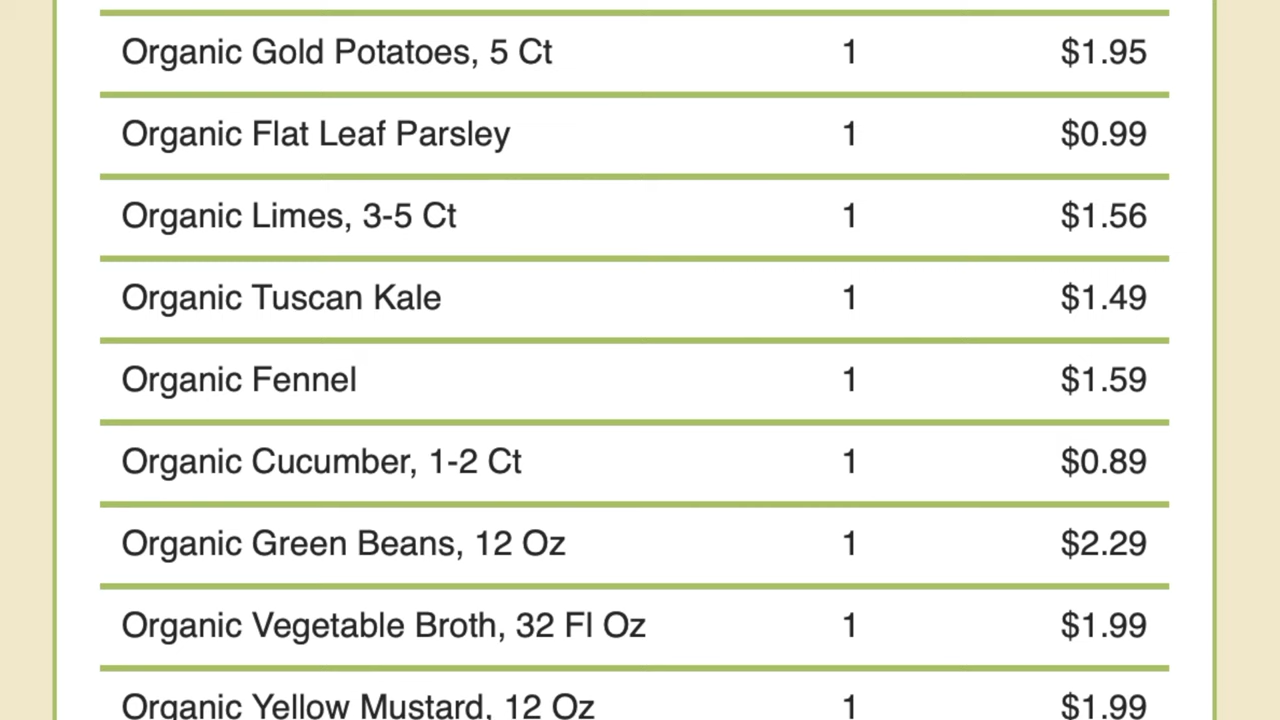 Organic Gold Potatoes, 5 Ct 1 $1.95
Organic Flat Leaf Parsley 1 $0.99
Organic Limes, 3-5 Ct 1 $1.56
Organic Tuscan Kale 1 $1.49
Organic Fennel 1 $1.59
Organic Cucumber, 1-2 Ct 1 $0.89
Organic Green Beans, 12 Oz 1 $2.29
Organic Vegetable Broth, 32 Fl Oz 1 $1.99
Organic Yellow Mustard, 12 Oz 1 $1.99